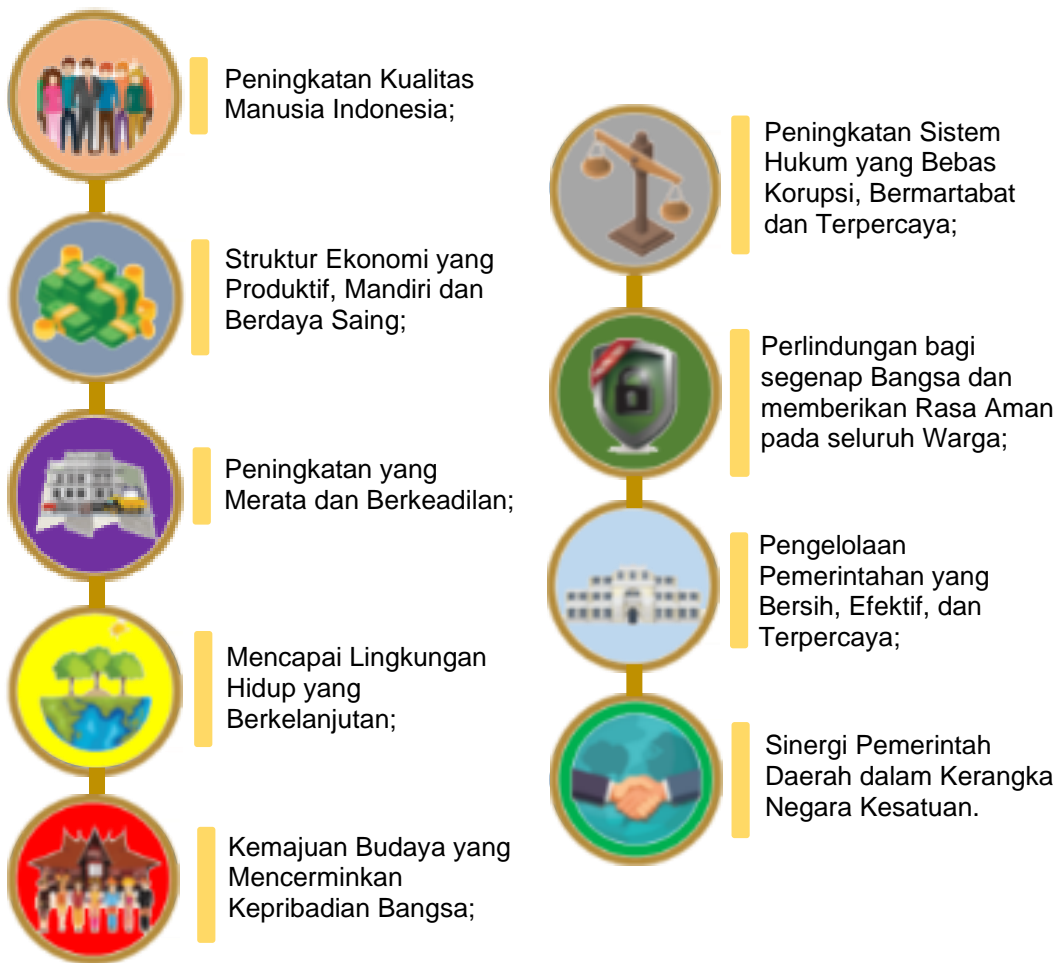 Peningkatan Kualitas
Manusia Indonesia;
Struktur Ekonomi yang
Produktif, Mandiri dan
Berdaya Saing;
Peningkatan yang
Merata dan Berkeadilan;
Mencapai Lingkungan
Hidup yang
Berkelanjutan;
Kemajuan Budaya yang
Mencerminkan
Kepribadian Bangsa;
Peningkatan Sistem
Hukum yang Bebas
Korupsi, Bermartabat
dan Terpercaya;
Perlindungan bagi
segenap Bangsa dan
memberikan Rasa Aman
pada seluruh Warga;
Pengelolaan
Pemerintahan yang
Bersih, Efektif, dan
Terpercaya;
Sinergi Pemerintah
Daerah dalam Kerangka
Negara Kesatuan.